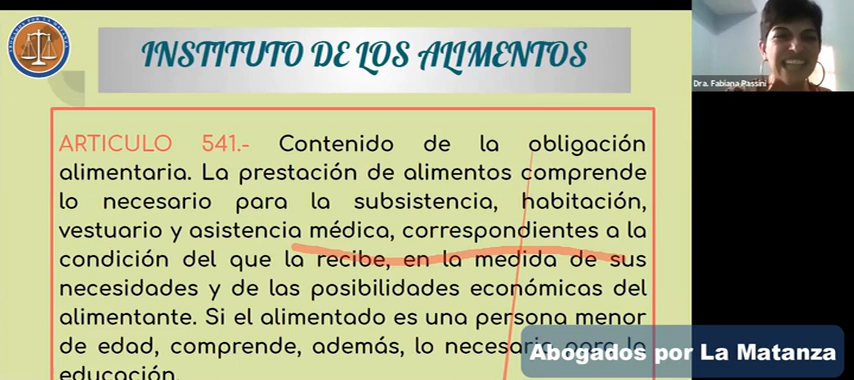 INSTITUTO DE LOS ALIMENTOS
Dra. Fabiana Passini
ARTICULO 541.- Contenido de la obligación
alimentaria. La prestación de alimentos comprende
lo necesario para la subsistencia, habitación,
vestuario y asistencia médica, correspondientes a la
condición del que la recibe, en la medida de sus
necesidades y de las posibilidades económicas del
alimentante. Si el alimentado es una persona menor
de edad, comprende, además, lo necesario para la
educación.
Abogados por La Matanza